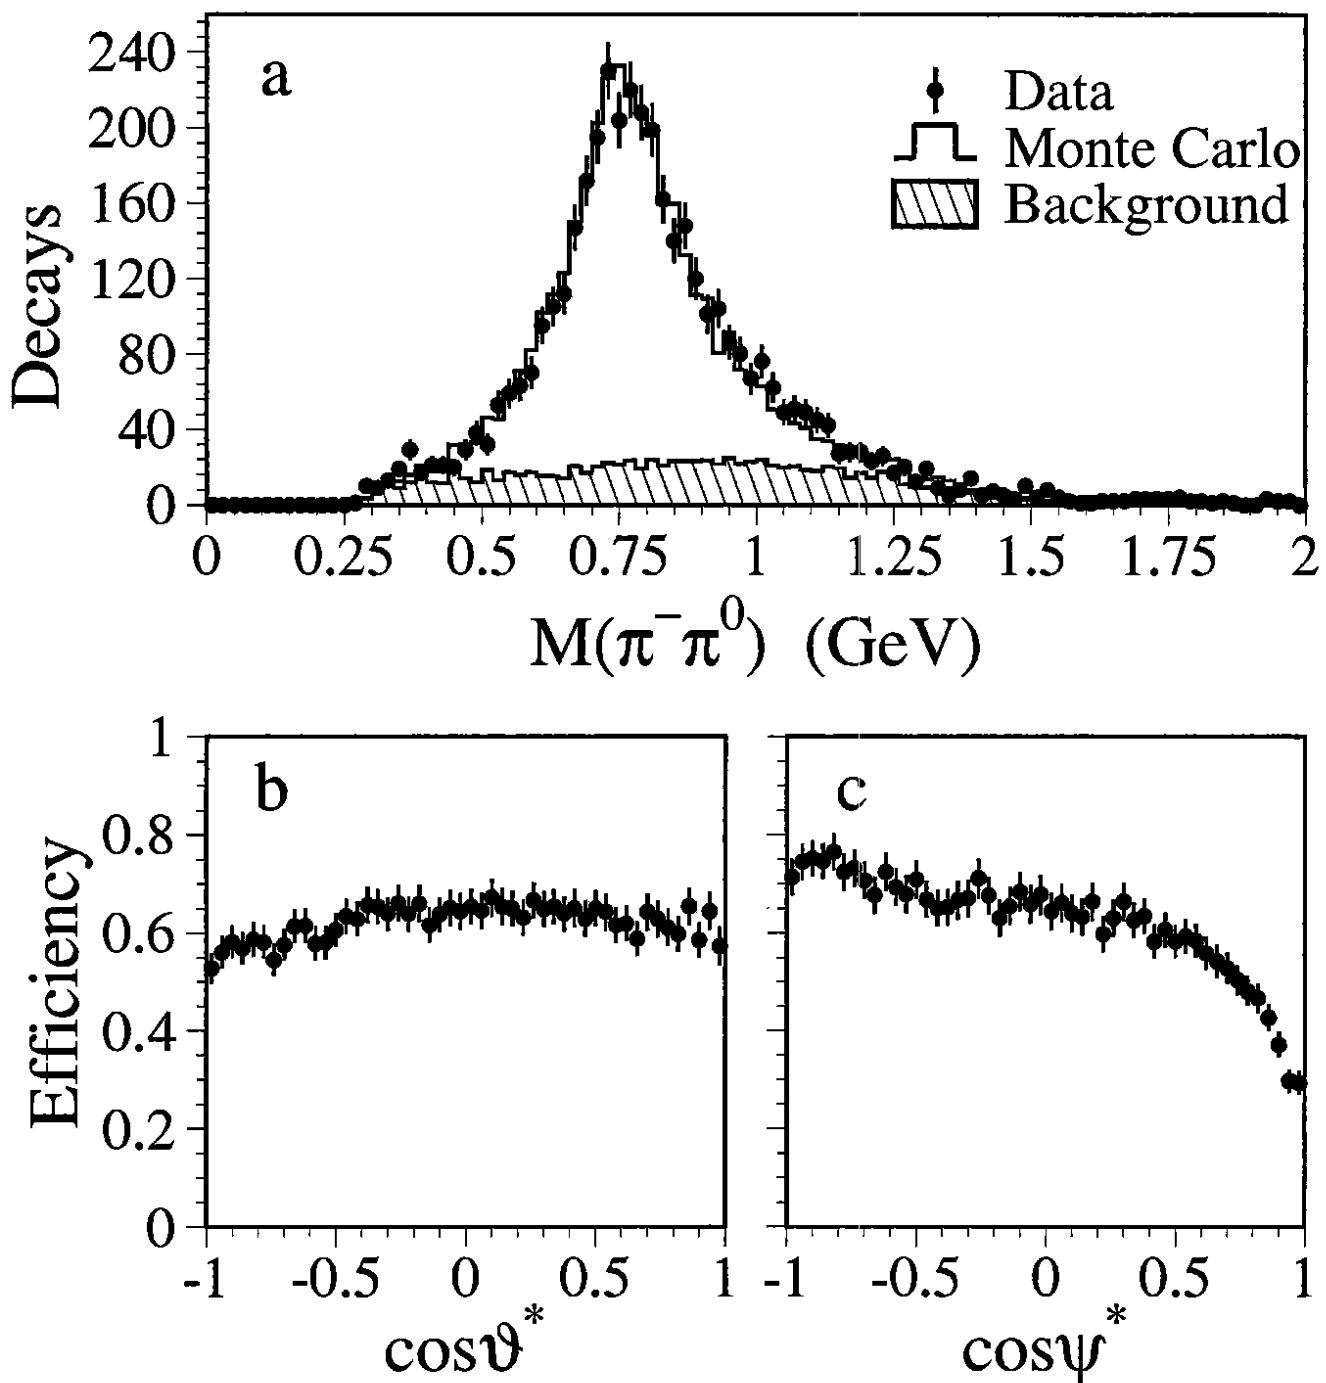 a
Data
Monte Carlo
Background
Decays
240
200
160
120
80
40
0
0 0.25 0.5 0.75 1 1.25 1.5 1.75 2
M(π⁻π⁰) (GeV)
b
c
Efficiency
1
0.8
0.6
0.4
0.2
0
-1 -0.5 0 0.5 1
-1 -0.5 0 0.5 1
cosϑ*
cosψ*